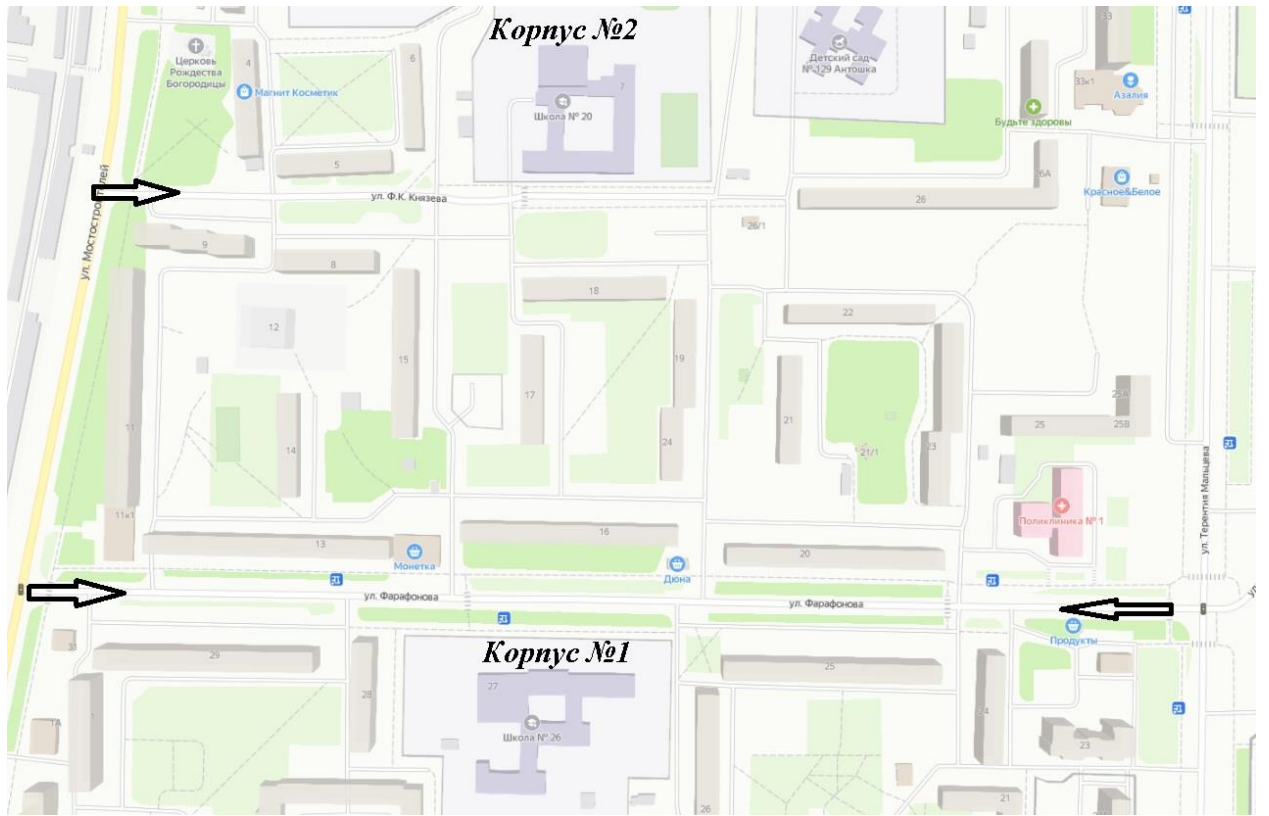 Корпус №2
33
4
6
Церковь
Рождества
Богородицы
Магнит Косметик
7
Школа № 20
Детский сад
№ 129 Антошка
33к1
Азалия
Будьте здоровы
5
ул. Ф.К. Князева
26А
26
Красное&Белое
26/1
ул. Мостостроителей
9
8
18
22
12
15
19
17
21
11
14
24
23
21/1
25
25А
25В
ул. Терентия Мальцева
Поликлиника № 1
11к1
13
Монетка
16
Дюна
20
ул. Фарафонова
ул. Фарафонова
ул.
Продукты
31
29
Корпус №1
27
25
28
Школа № 26
24
1А
1
23
26
21